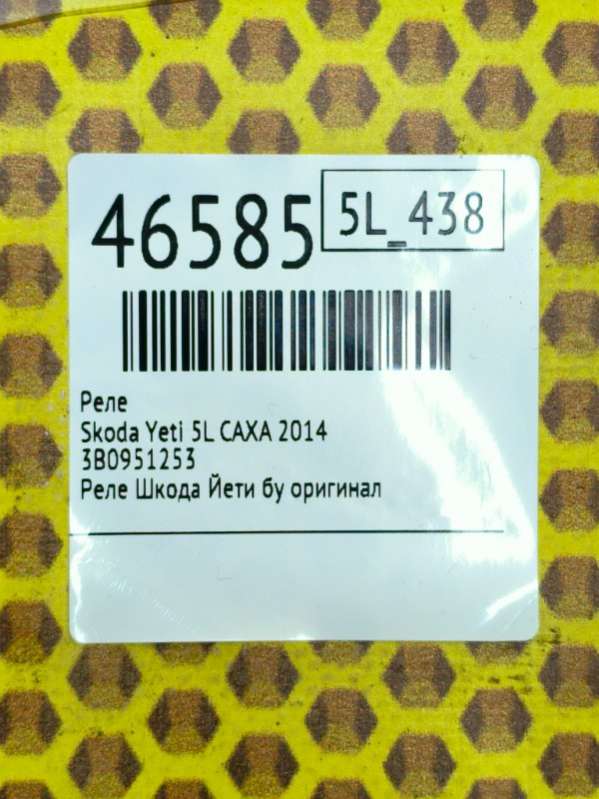 46585
5L_438
Реле
Skoda Yeti 5L CAXA 2014
3B0951253
Реле Шкода Йети бу оригинал